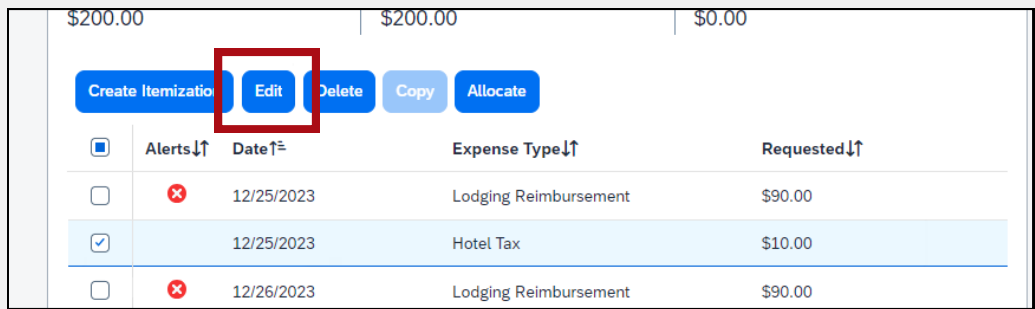 $200.00 $200.00 $0.00
Create Itemization Edit Delete Copy Allocate
Alerts Date Expense Type Requested
12/25/2023 Lodging Reimbursement $90.00
12/25/2023 Hotel Tax $10.00
12/26/2023 Lodging Reimbursement $90.00